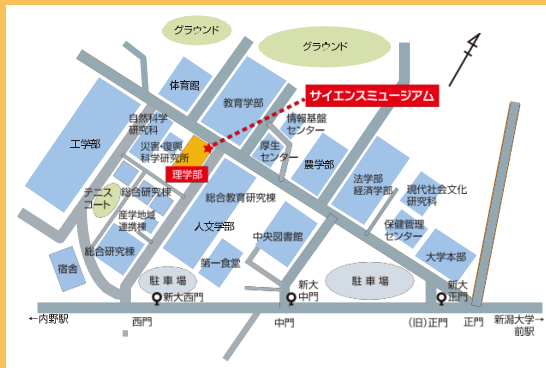 グラウンド
グラウンド
体育館
教育学部
サイエンスミュージアム
自然科学
研究科
情報基盤
センター
工学部
災害・復興
科学研究所
厚生
センター
農学部
理学部
法学部
経済学部
テニス
コート
総合研究棟
総合教育研究棟
現代社会文化
研究科
産学地域
連携棟
人文学部
中央図書館
保健管理
センター
総合研究棟
第一食堂
大学本部
宿舎
駐車場
駐車場
新大西門
新大
中門
新大
正門
←内野駅
西門
中門
(旧)正門
正門
新潟大学→
前駅